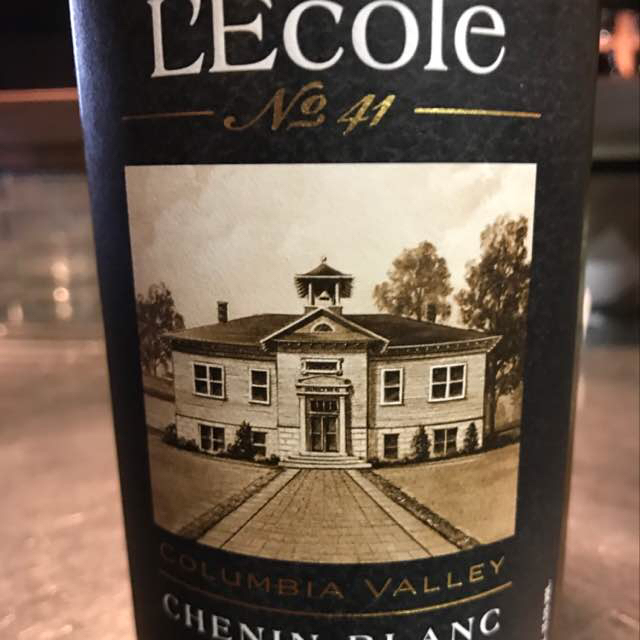 L'Ecole
No 41
COLUMBIA VALLEY
CHENIN BLANC